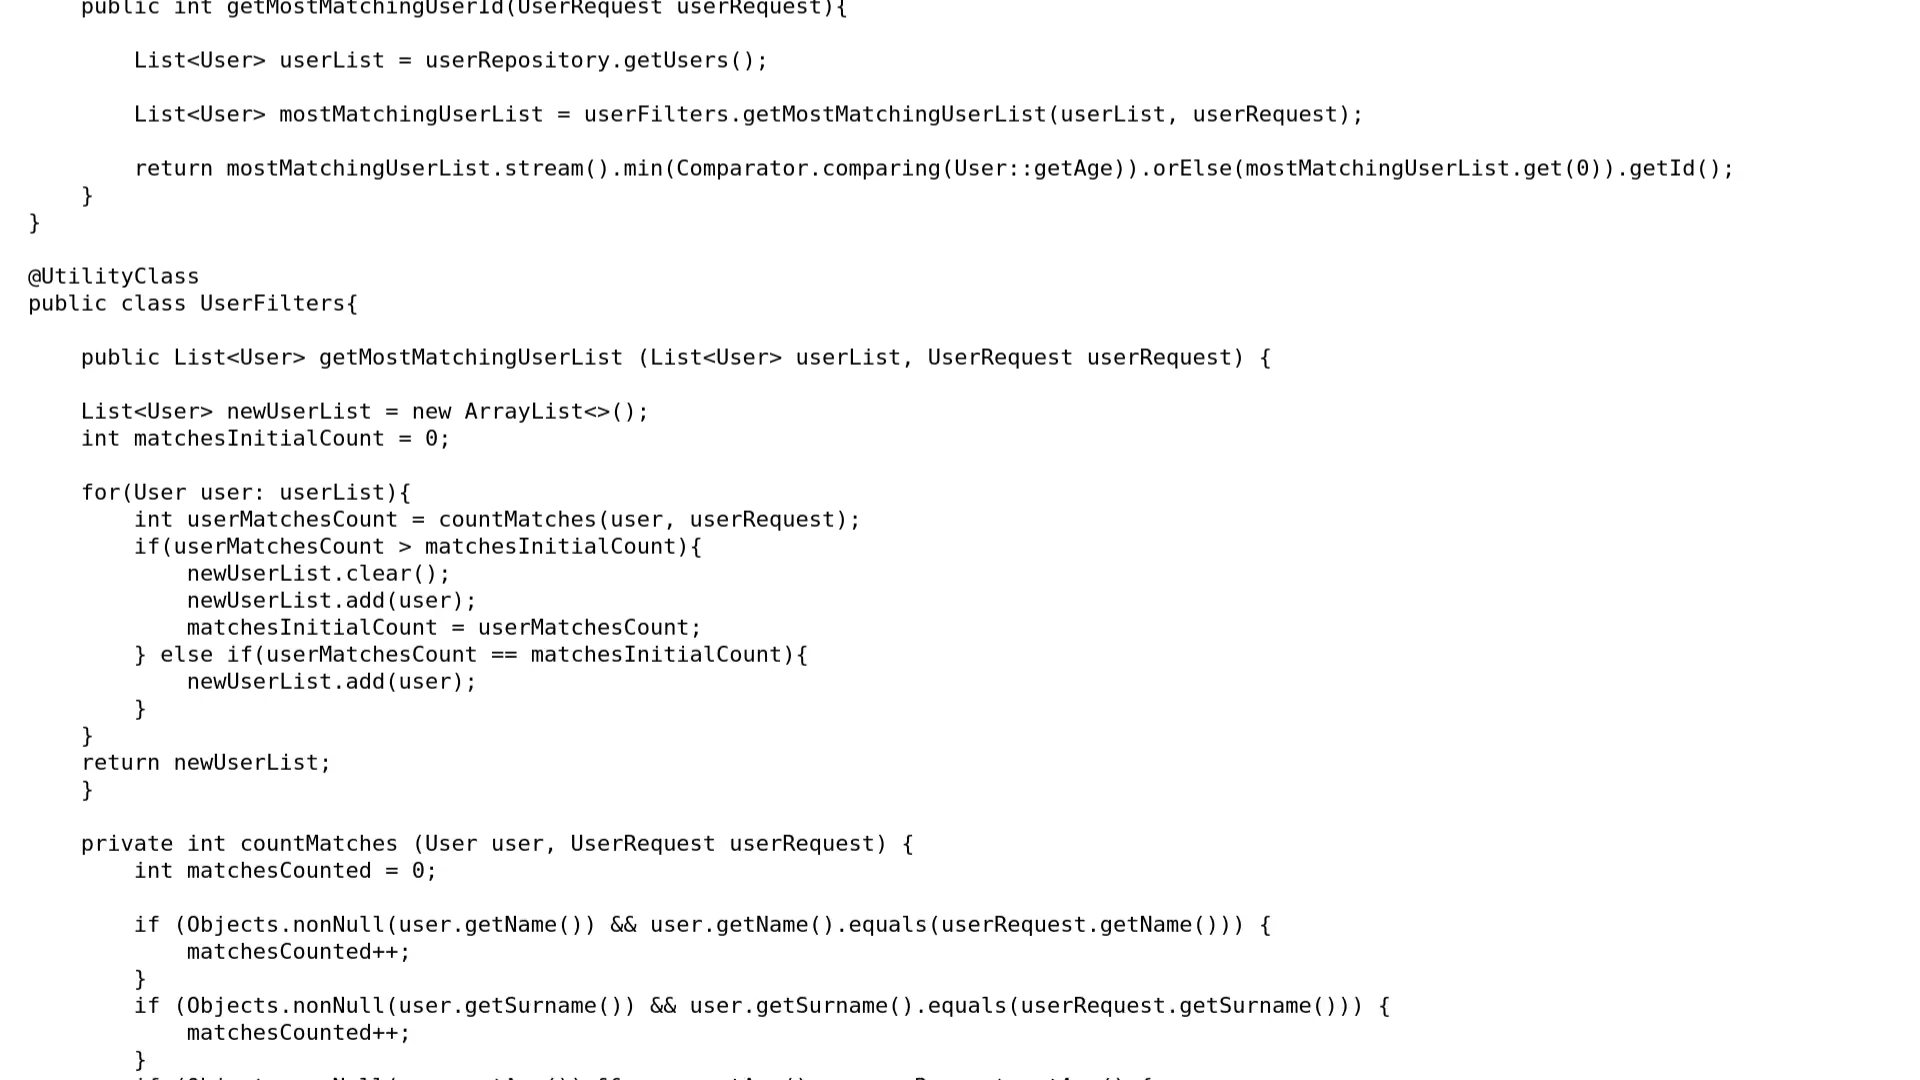 public int getMostMatchingUserId(UserRequest userRequest){
List<User> userList = userRepository.getUsers();
List<User> mostMatchingUserList = userFilters.getMostMatchingUserList(userList, userRequest);
return mostMatchingUserList.stream().min(Comparator.comparing(User::getAge)).orElse(mostMatchingUserList.get(0)).getId();
}
}
@UtilityClass
public class UserFilters{
public List<User> getMostMatchingUserList (List<User> userList, UserRequest userRequest) {
List<User> newUserList = new ArrayList<>();
int matchesInitialCount = 0;
for(User user: userList){
int userMatchesCount = countMatches(user, userRequest);
if(userMatchesCount > matchesInitialCount){
newUserList.clear();
newUserList.add(user);
matchesInitialCount = userMatchesCount;
} else if(userMatchesCount == matchesInitialCount){
newUserList.add(user);
}
}
return newUserList;
}
private int countMatches (User user, UserRequest userRequest) {
int matchesCounted = 0;
if (Objects.nonNull(user.getName()) && user.getName().equals(userRequest.getName())) {
matchesCounted++;
}
if (Objects.nonNull(user.getSurname()) && user.getSurname().equals(userRequest.getSurname())) {
matchesCounted++;
}